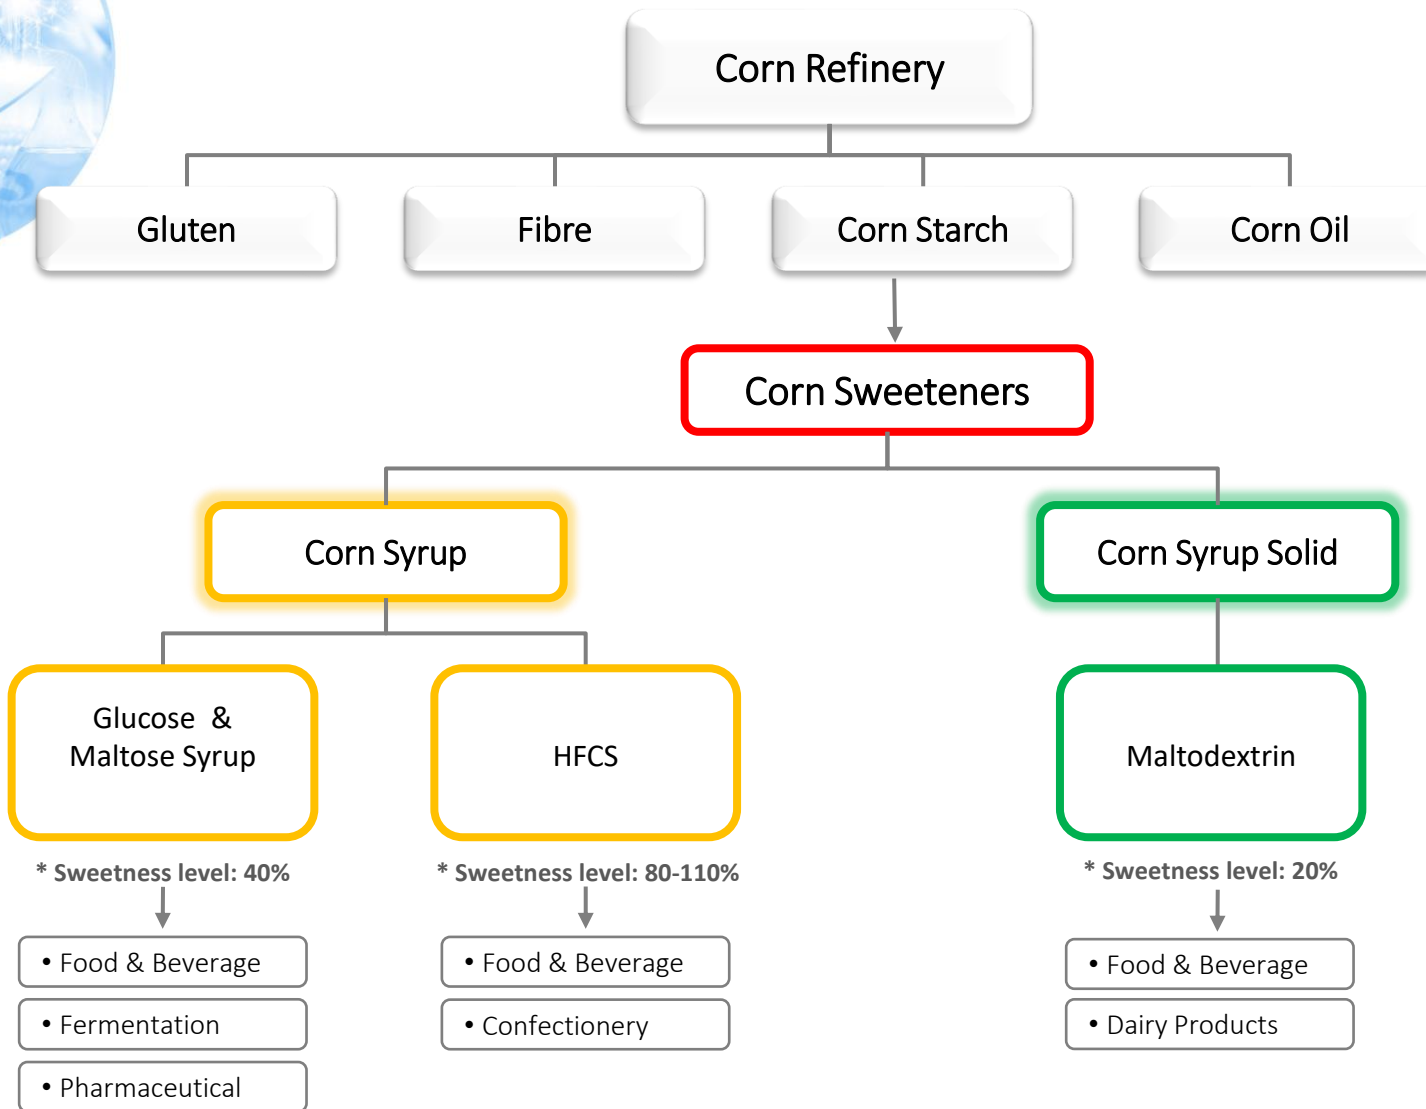 Corn Refinery
Gluten
Fibre
Corn Starch
Corn Oil
Corn Sweeteners
Corn Syrup
Corn Syrup Solid
Glucose &
Maltose Syrup
HFCS
Maltodextrin
* Sweetness level: 40%
* Sweetness level: 80-110%
* Sweetness level: 20%
• Food & Beverage
• Fermentation
• Pharmaceutical
• Food & Beverage
• Confectionery
• Food & Beverage
• Dairy Products